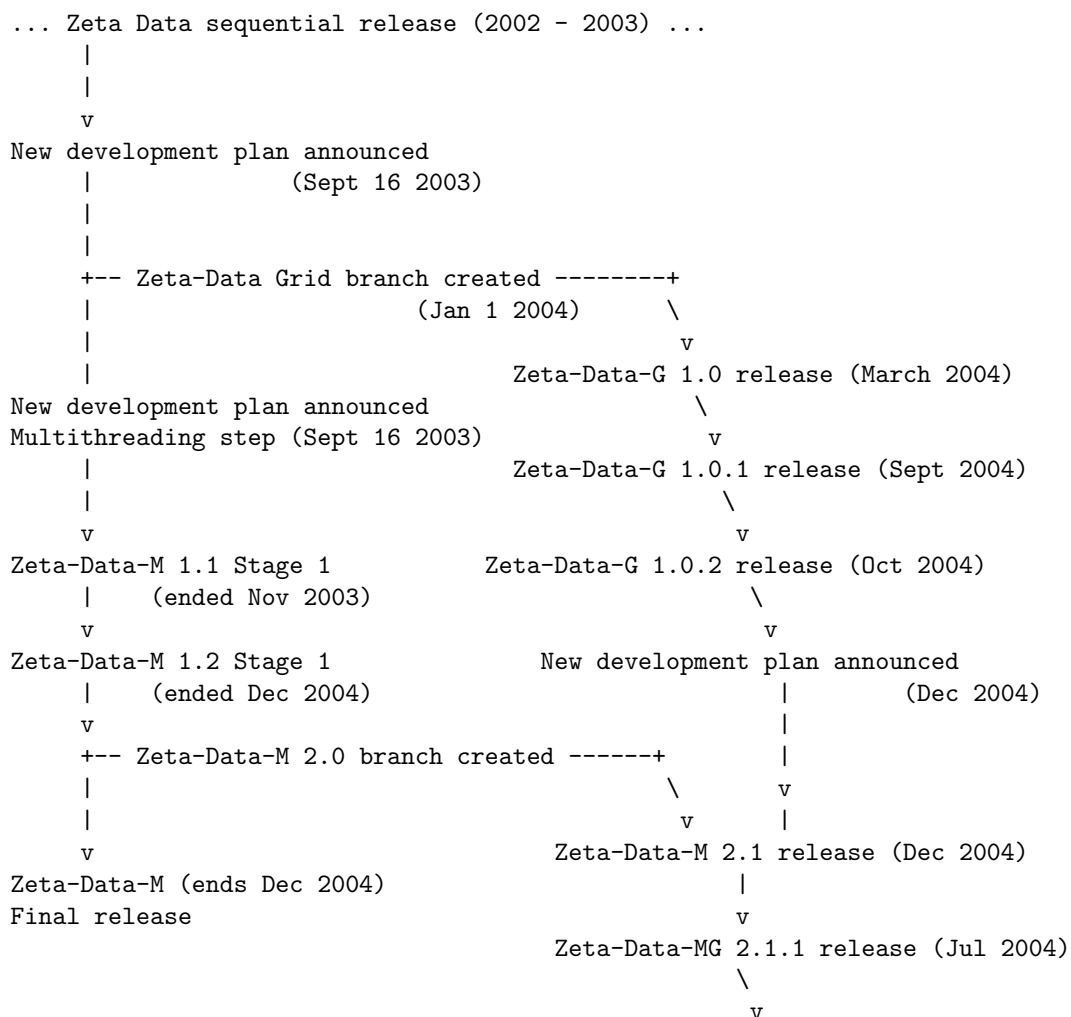 ... Zeta Data sequential release (2002 - 2003) ...
|
|
v
New development plan announced
| (Sept 16 2003)
|
|
+-- Zeta-Data Grid branch created --------+
| (Jan 1 2004) \
| v
| Zeta-Data-G 1.0 release (March 2004)
New development plan announced \
Multithreading step (Sept 16 2003) v
| Zeta-Data-G 1.0.1 release (Sept 2004)
| \
v v
Zeta-Data-M 1.1 Stage 1 Zeta-Data-G 1.0.2 release (Oct 2004)
| (ended Nov 2003) \
v v
Zeta-Data-M 1.2 Stage 1 New development plan announced
| (ended Dec 2004) | (Dec 2004)
v |
+-- Zeta-Data-M 2.0 branch created ------+ |
| \ v
| v |
v Zeta-Data-M 2.1 release (Dec 2004)
Zeta-Data-M (ends Dec 2004) |
Final release v
Zeta-Data-MG 2.1.1 release (Jul 2004)
\
v